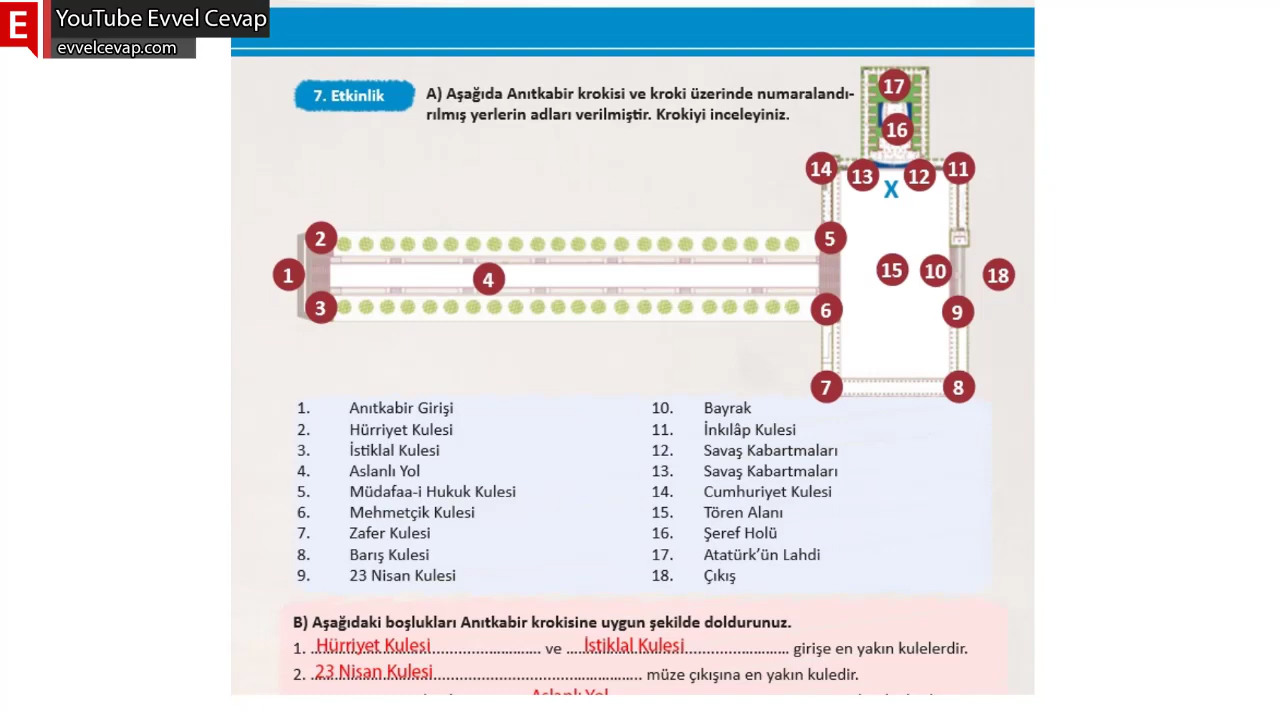 E
YouTube Evvel Cevap
evvelcevap.com
7. Etkinlik
A) Aşağıda Anıtkabir krokisi ve kroki üzerinde numaralandı-
rılmış yerlerin adları verilmiştir. Krokiyi inceleyiniz.
17
16
14
13
12
11
X
2
5
1
4
15
10
18
3
6
9
7
8
1. Anıtkabir Girişi
2. Hürriyet Kulesi
3. İstiklal Kulesi
4. Aslanlı Yol
5. Müdafaa-i Hukuk Kulesi
6. Mehmetçik Kulesi
7. Zafer Kulesi
8. Barış Kulesi
9. 23 Nisan Kulesi
10. Bayrak
11. İnkılâp Kulesi
12. Savaş Kabartmaları
13. Savaş Kabartmaları
14. Cumhuriyet Kulesi
15. Tören Alanı
16. Şeref Holü
17. Atatürk'ün Lahdi
18. Çıkış
B) Aşağıdaki boşlukları Anıtkabir krokisine uygun şekilde doldurunuz.
1. Hürriyet Kulesi ve İstiklal Kulesi girişe en yakın kulelerdir.
2. 23 Nisan Kulesi müze çıkışına en yakın kuledir.
Aslanlı Yol